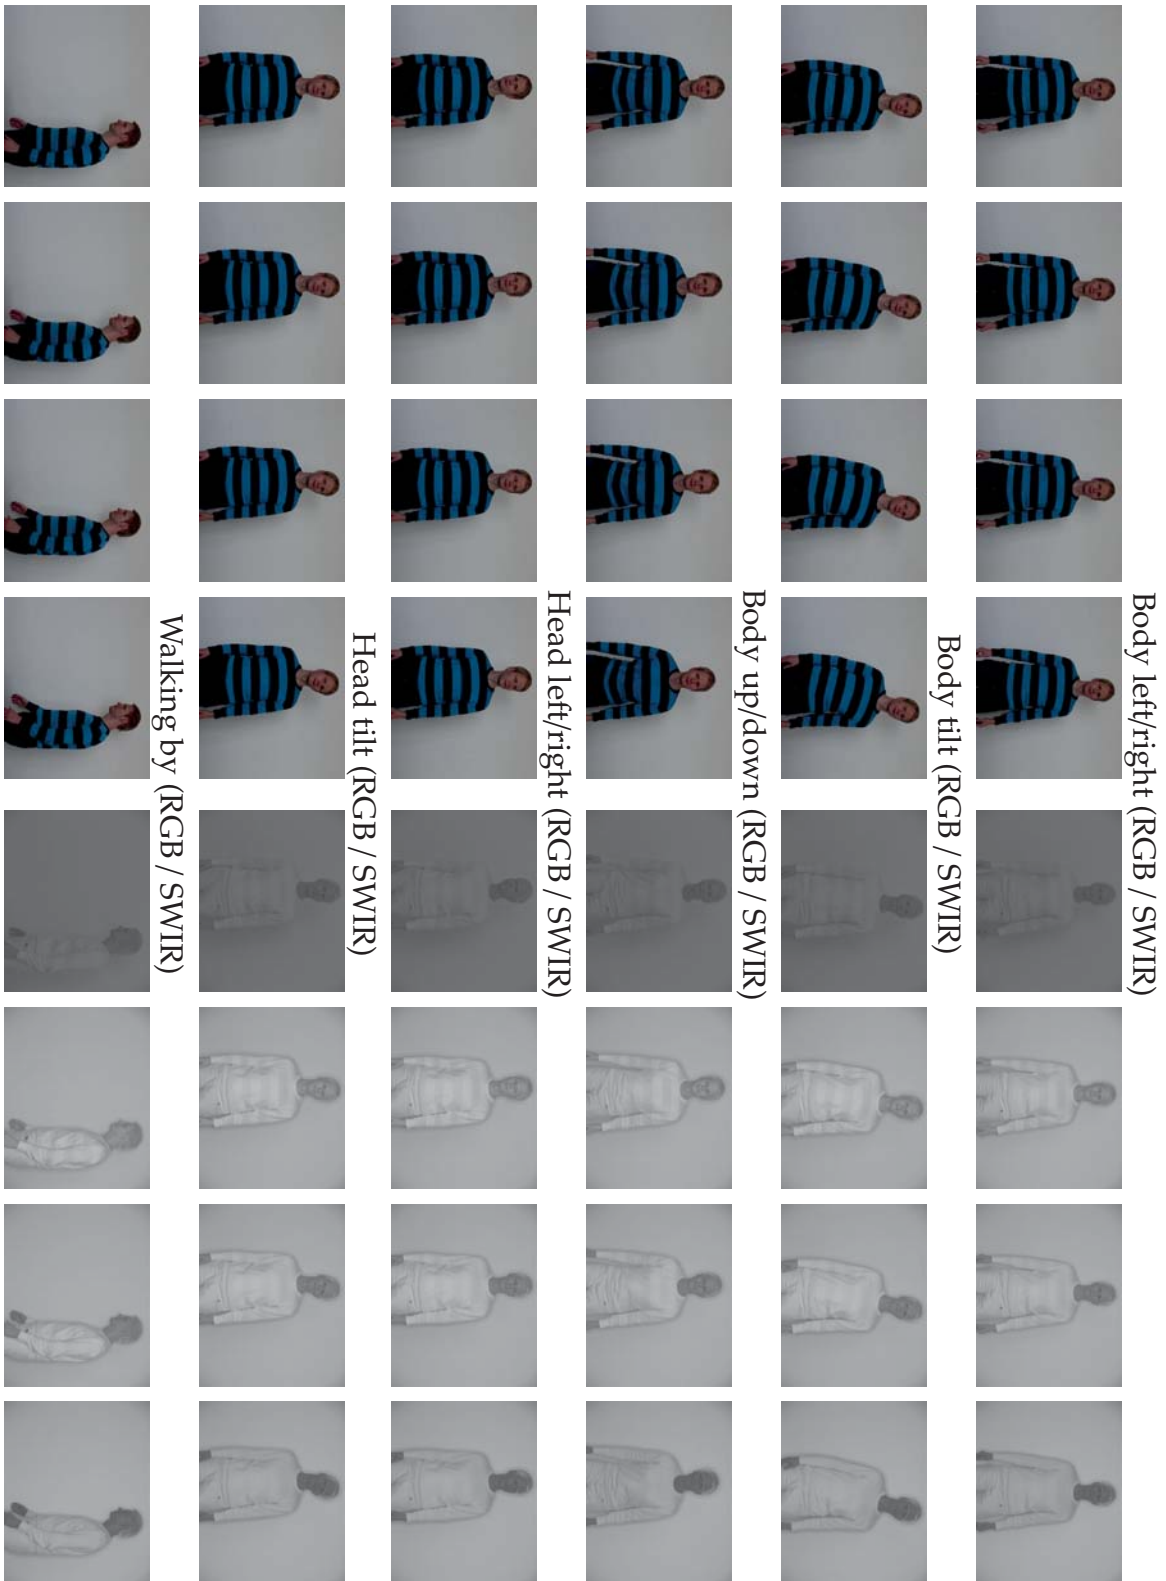 Body left/right (RGB / SWIR)
Body tilt (RGB / SWIR)
Body up/down (RGB / SWIR)
Head left/right (RGB / SWIR)
Head tilt (RGB / SWIR)
Walking by (RGB / SWIR)